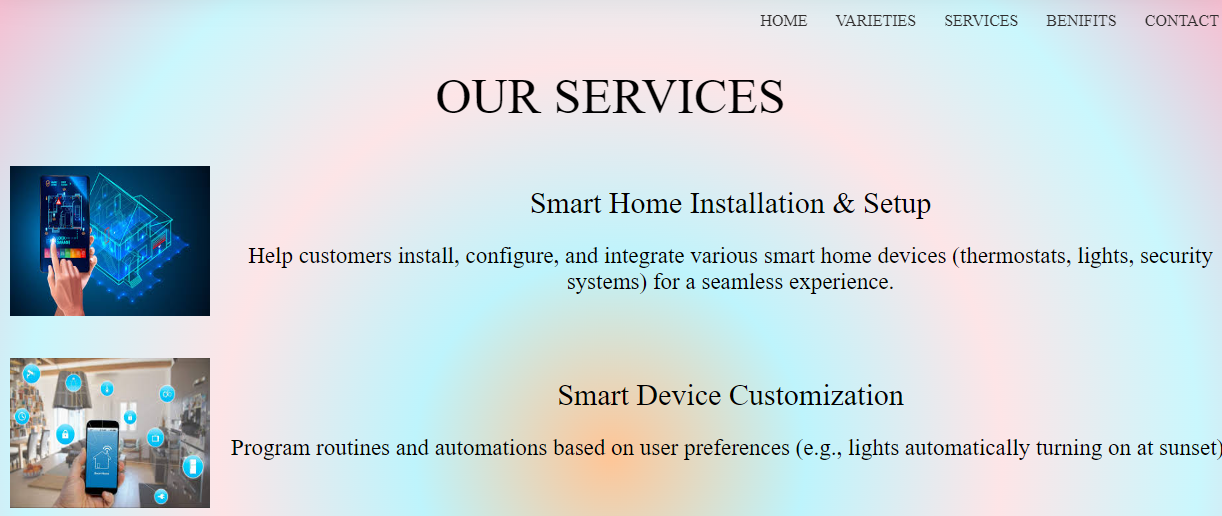 HOME VARIETIES SERVICES BENIFITS CONTACT
OUR SERVICES
Smart Home Installation & Setup
Help customers install, configure, and integrate various smart home devices (thermostats, lights, security
systems) for a seamless experience.
Smart Device Customization
Program routines and automations based on user preferences (e.g., lights automatically turning on at sunset)